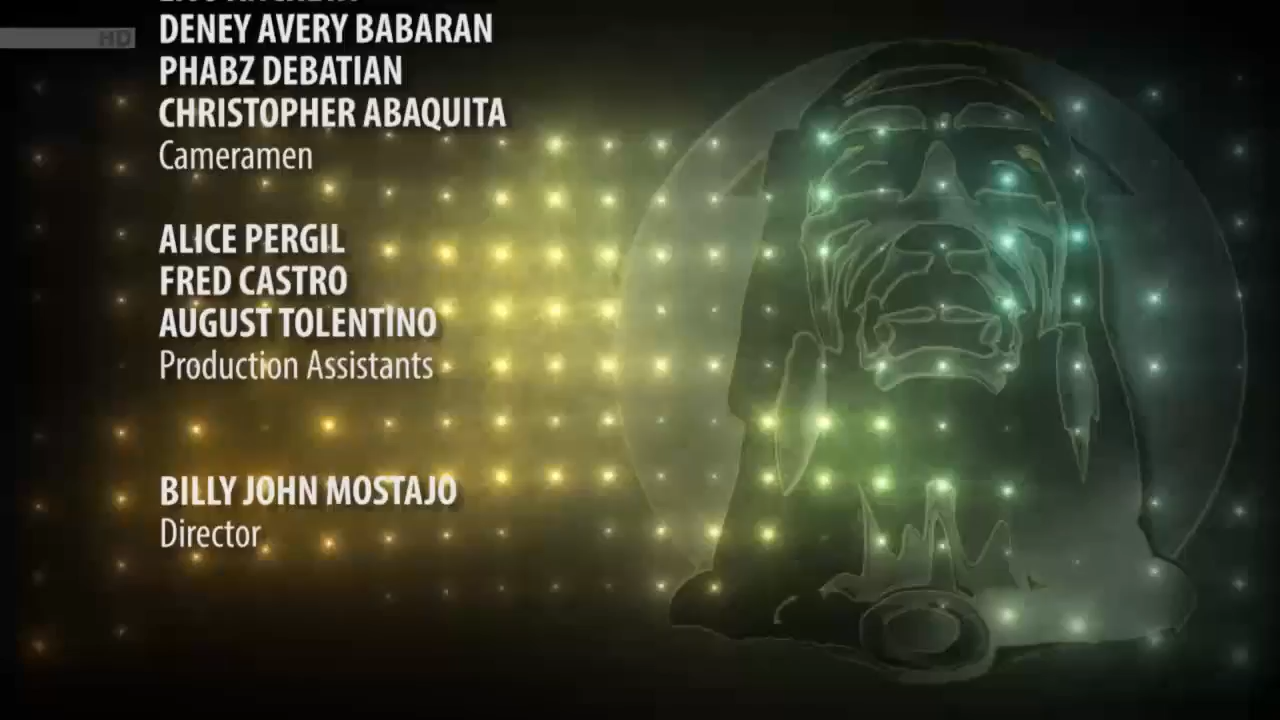 HD
DENEY AVERY BABARAN
PHABZ DEBATIAN
CHRISTOPHER ABAQUITA
Cameramen
ALICE PERGIL
FRED CASTRO
AUGUST TOLENTINO
Production Assistants
BILLY JOHN MOSTAJO
Director